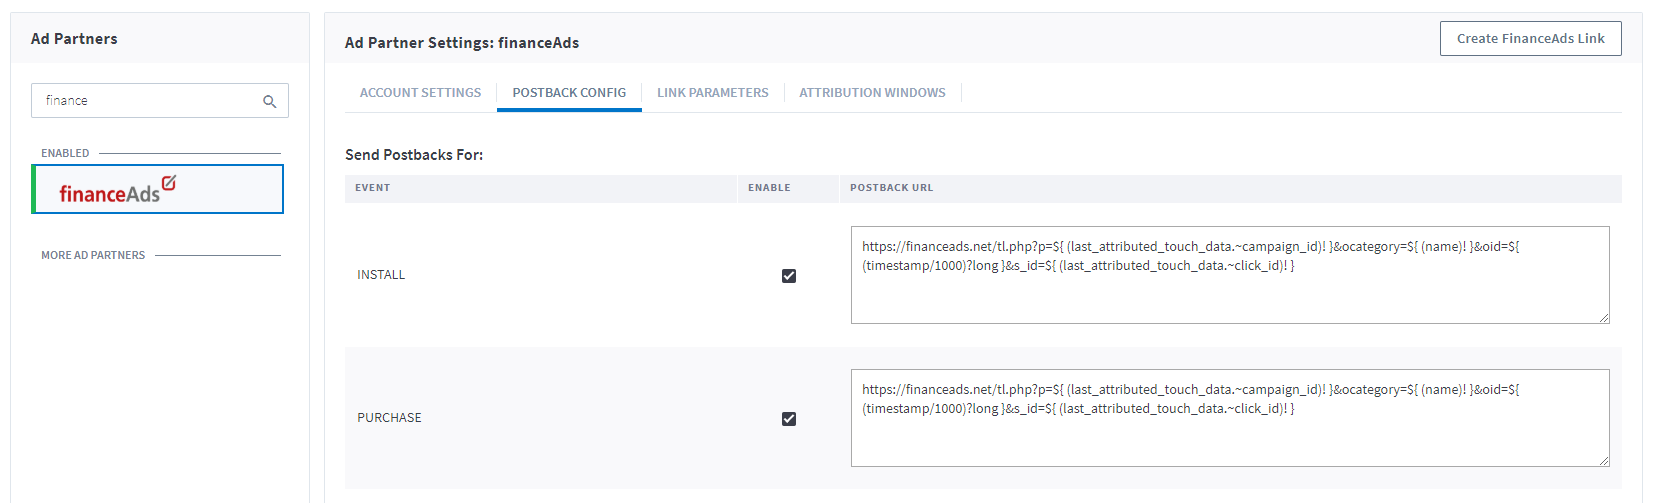 Ad Partners
finance
ENABLED
financeAds
MORE AD PARTNERS
Ad Partner Settings: financeAds
Create FinanceAds Link
ACCOUNT SETTINGS
POSTBACK CONFIG
LINK PARAMETERS
ATTRIBUTION WINDOWS
Send Postbacks For:
EVENT
ENABLE
POSTBACK URL
INSTALL
https://financeads.net/tl.php?p=${ (last_attributed_touch_data.~campaign_id)! }&ocategory=${ (name)! }&oid=${
(timestamp/1000)?long }&s_id=${ (last_attributed_touch_data.~click_id)! }
PURCHASE
https://financeads.net/tl.php?p=${ (last_attributed_touch_data.~campaign_id)! }&ocategory=${ (name)! }&oid=${
(timestamp/1000)?long }&s_id=${ (last_attributed_touch_data.~click_id)! }